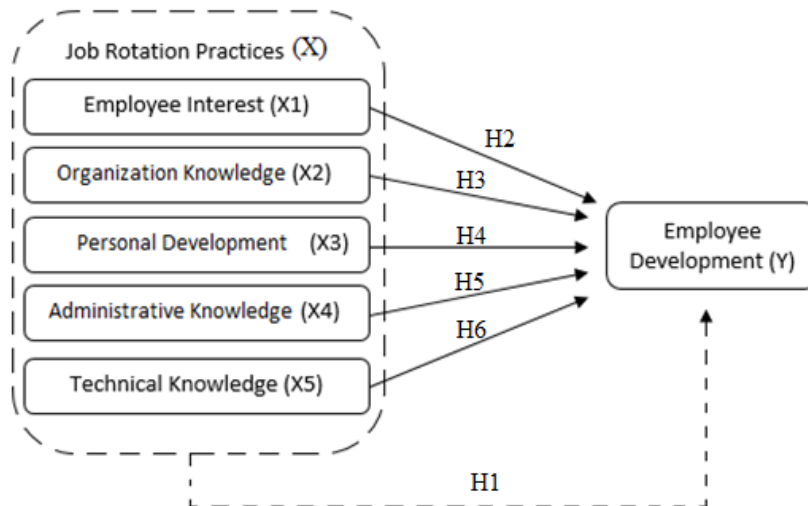 Job Rotation Practices (X)
Employee Interest (X1)
H2
Organization Knowledge (X2)
H3
Personal Development (X3)
H4
Employee
Development (Y)
Administrative Knowledge (X4)
H5
H6
Technical Knowledge (X5)
H1